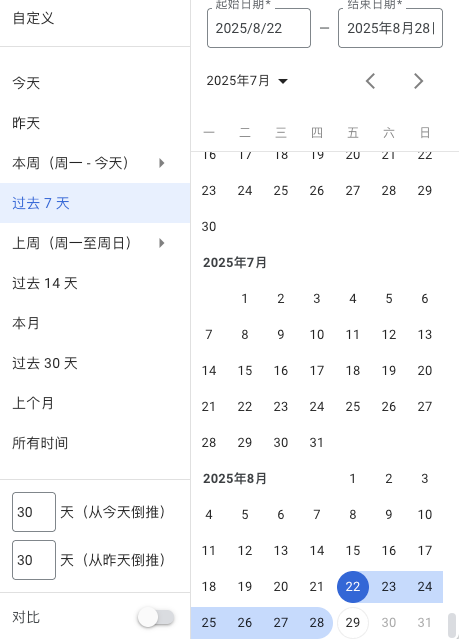 自定义
今天
昨天
本周（周一 - 今天）
过去 7 天
上周（周一至周日）
过去 14 天
本月
过去 30 天
上个月
所有时间
30 天（从今天倒推）
30 天（从昨天倒推）
对比
起始日期* 结束日期*
2025/8/22 – 2025年8月28
2025年7月
一 二 三 四 五 六 日
16 17 18 19 20 21 22
23 24 25 26 27 28 29
30
2025年7月
1 2 3 4 5 6
7 8 9 10 11 12 13
14 15 16 17 18 19 20
21 22 23 24 25 26 27
28 29 30 31
2025年8月 1 2 3
4 5 6 7 8 9 10
11 12 13 14 15 16 17
18 19 20 21 22 23 24
25 26 27 28 29 30 31